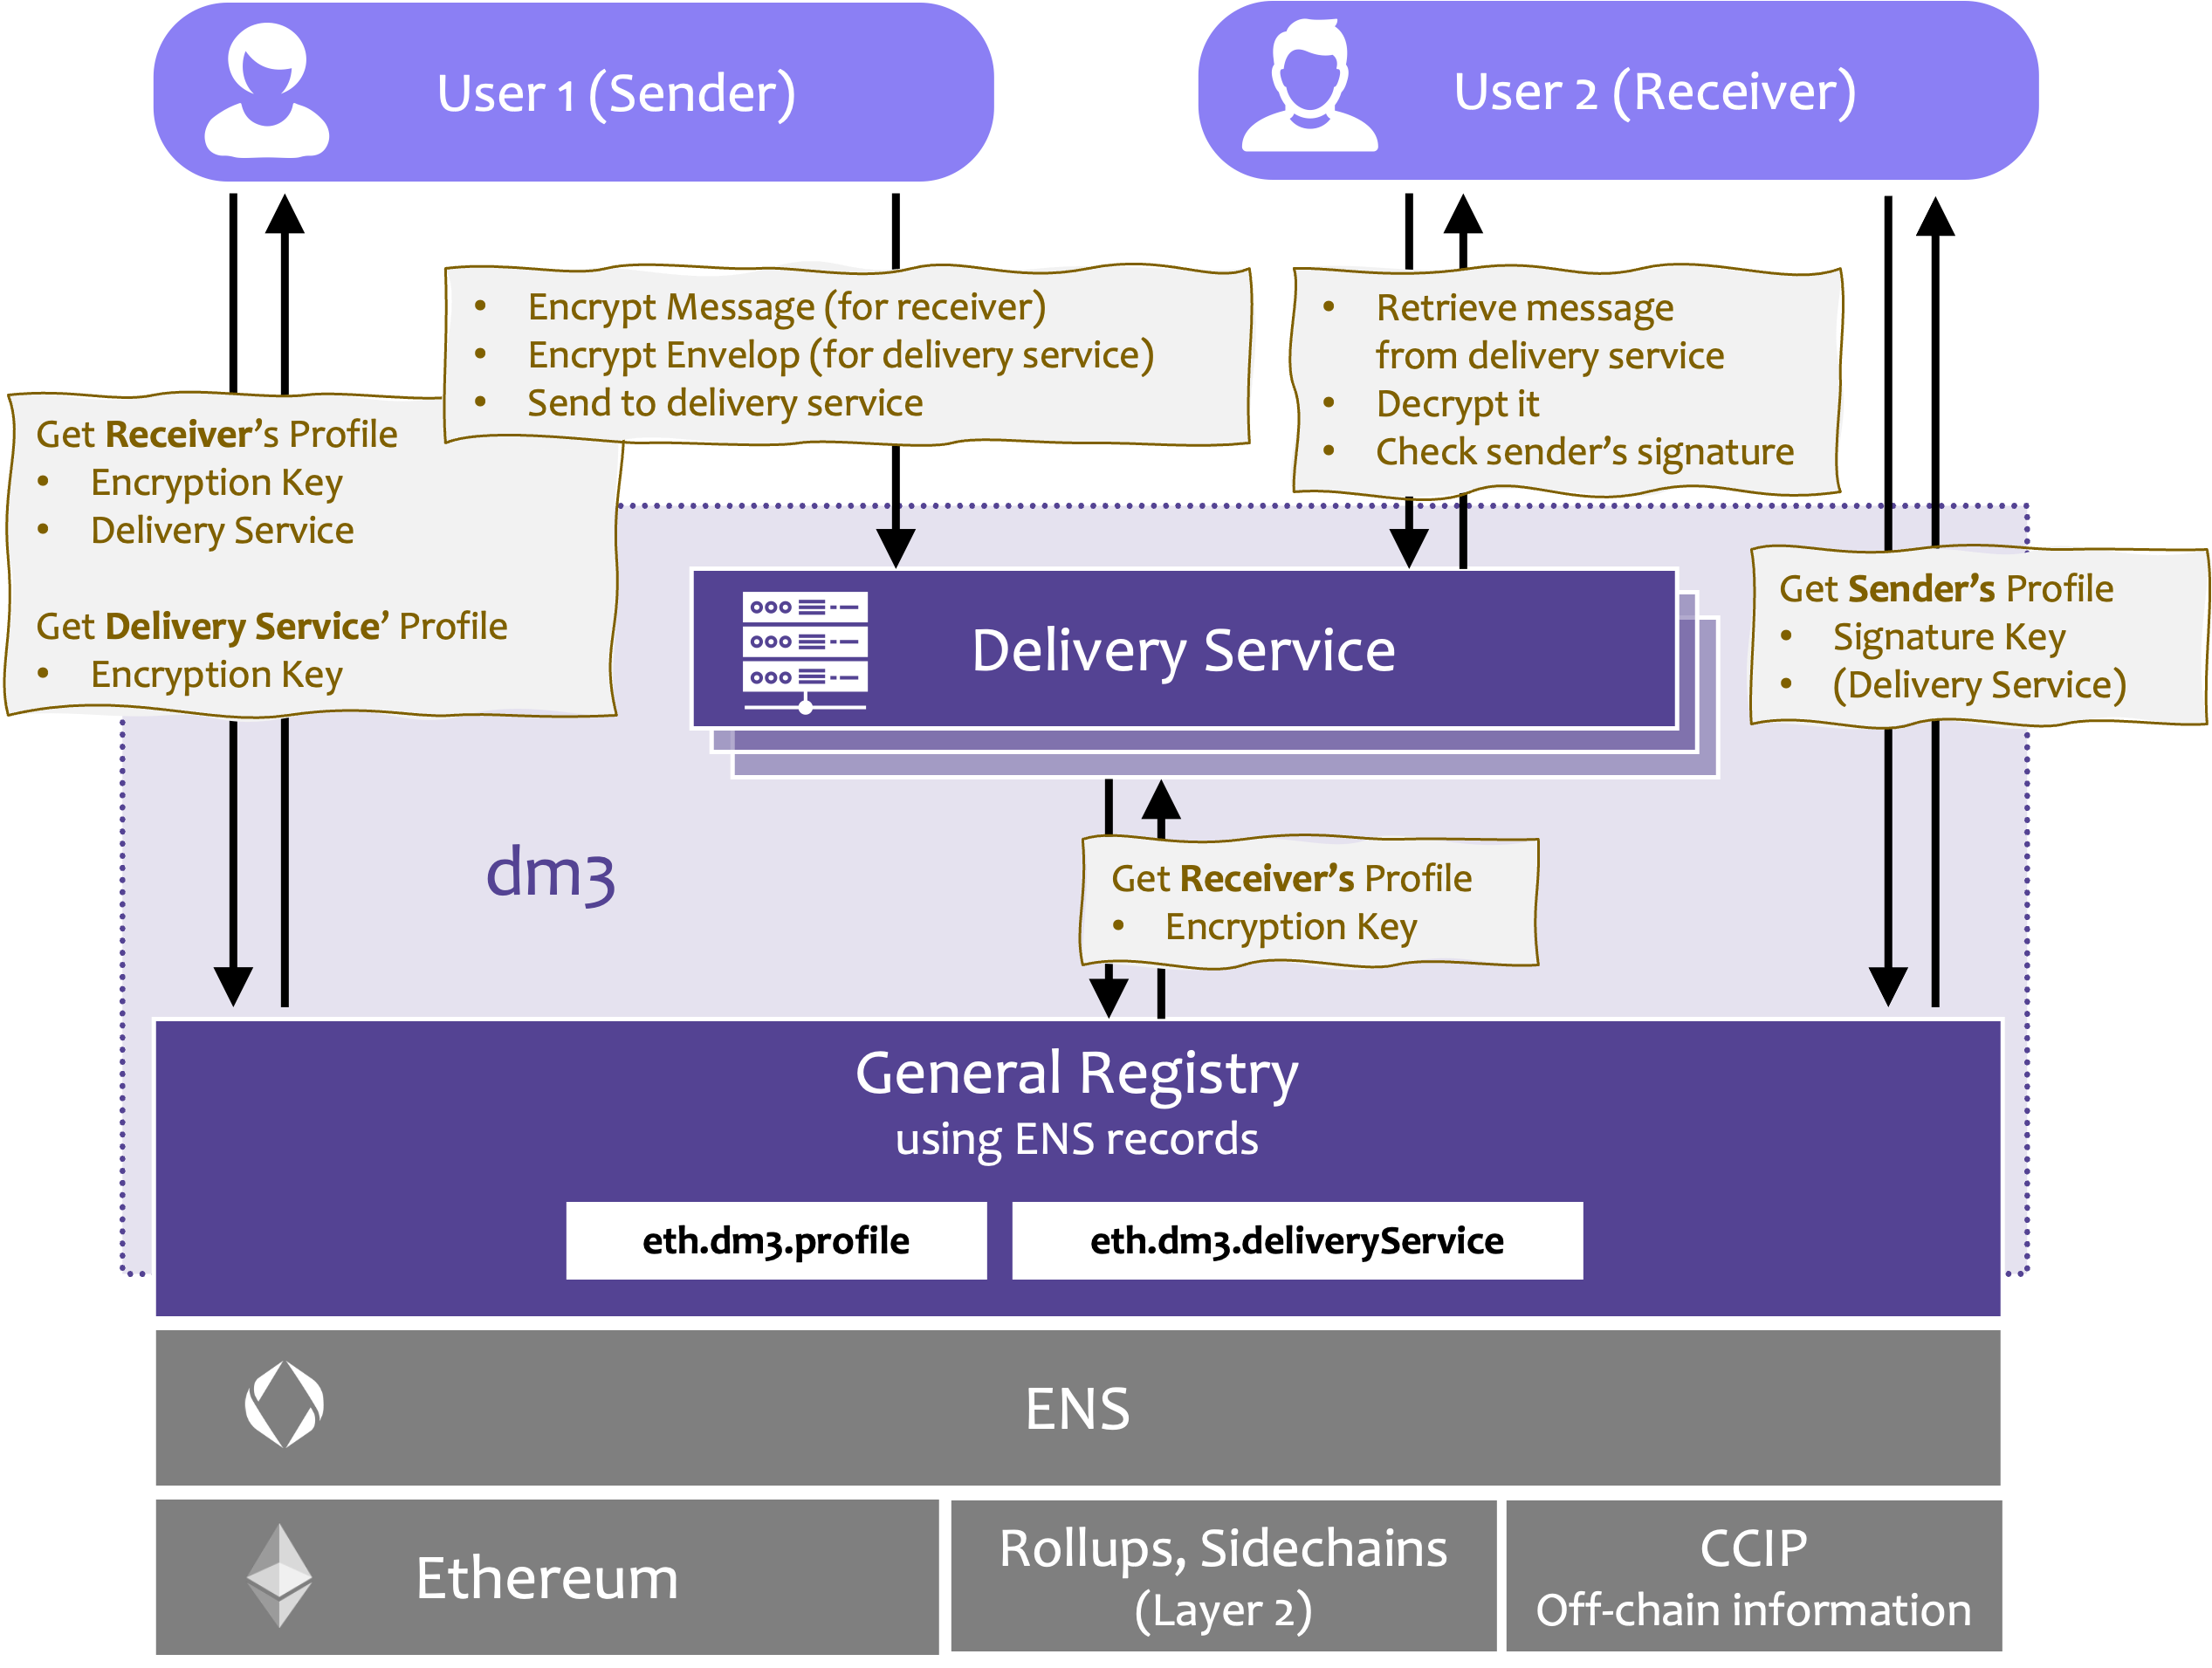 User 1 (Sender)
User 2 (Receiver)
• Encrypt Message (for receiver)
• Encrypt Envelop (for delivery service)
• Send to delivery service
• Retrieve message
from delivery service
• Decrypt it
• Check sender's signature
Get Receiver's Profile
• Encryption Key
• Delivery Service
Get Delivery Service' Profile
• Encryption Key
Get Sender's Profile
• Signature Key
• (Delivery Service)
Delivery Service
dm3
Get Receiver's Profile
• Encryption Key
General Registry
using ENS records
eth.dm3.profile
eth.dm3.deliveryService
ENS
Ethereum
Rollups, Sidechains
(Layer 2)
CCIP
Off-chain information